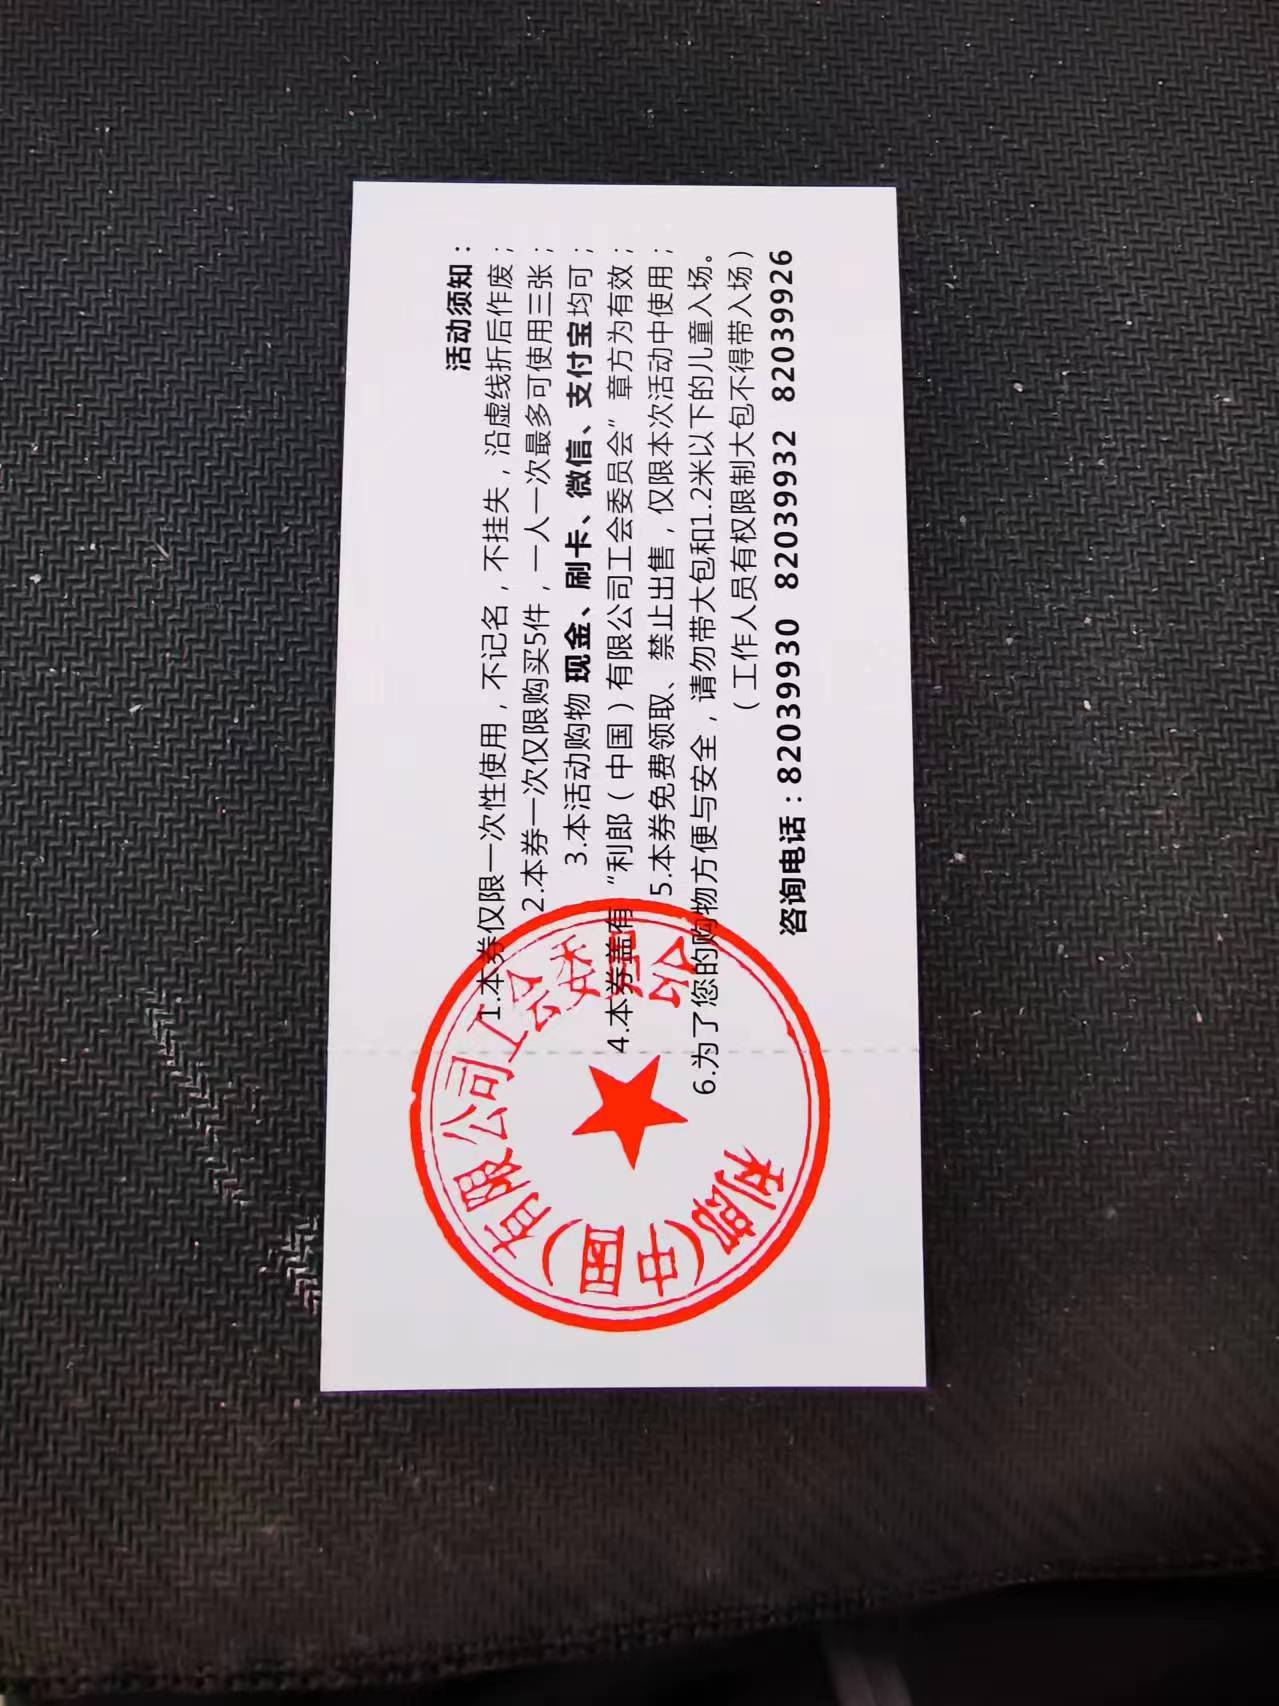 活动须知：
1.本券仅限一次性使用，不记名，不挂失，沿虚线折后作废；
2.本券一次仅限购买5件，一人一次最多可使用三张；
3.本活动购物 现金、刷卡、微信、支付宝均可；
4.本券盖有“利郎（中国）有限公司工会委员会”章方为有效；
5.本券免费领取、禁止出售，仅限本次活动中使用；
6.为了您的购物方便与安全，请勿带大包和1.2米以下的儿童入场。
（工作人员有权限制大包不得带入场）
咨询电话：82039930 82039932 82039926
利郎(中国)有限公司工会委员会